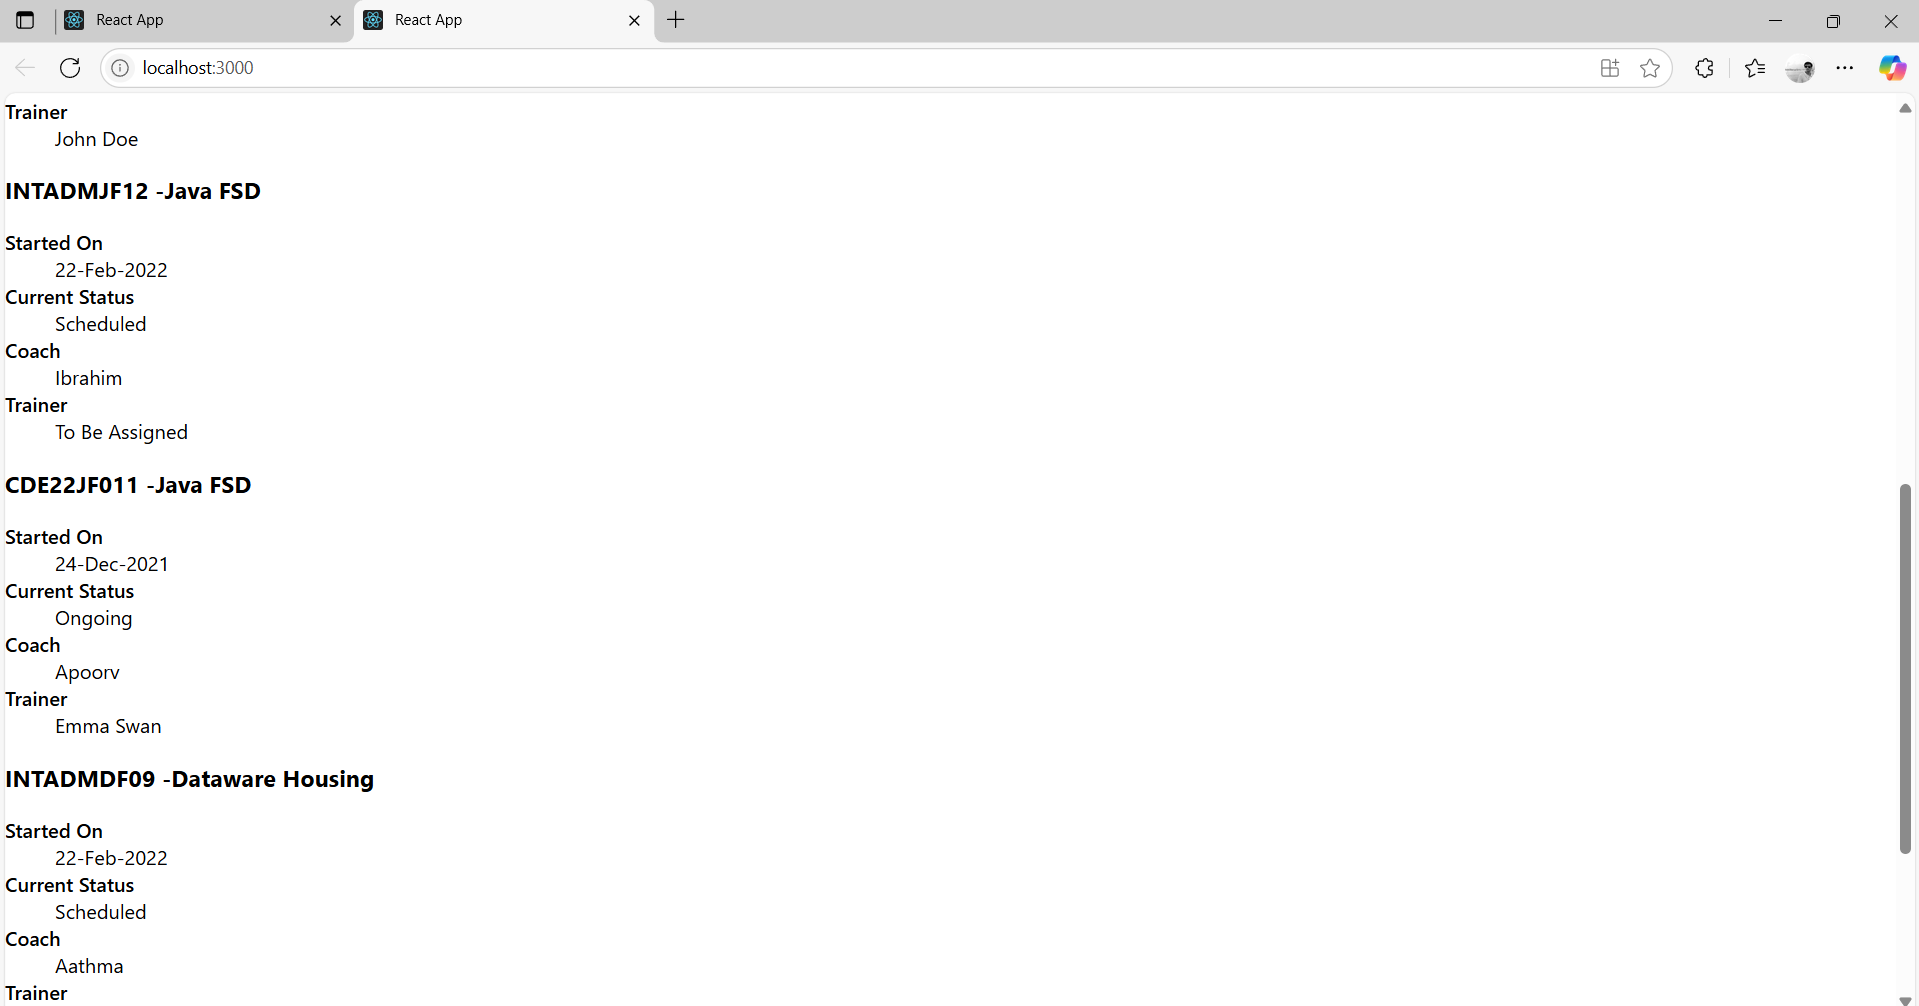 React App
React App
localhost:3000
Trainer
John Doe
INTADMJF12 -Java FSD
Started On
22-Feb-2022
Current Status
Scheduled
Coach
Ibrahim
Trainer
To Be Assigned
CDE22JF011 -Java FSD
Started On
24-Dec-2021
Current Status
Ongoing
Coach
Apoorv
Trainer
Emma Swan
INTADMDF09 -Dataware Housing
Started On
22-Feb-2022
Current Status
Scheduled
Coach
Aathma
Trainer